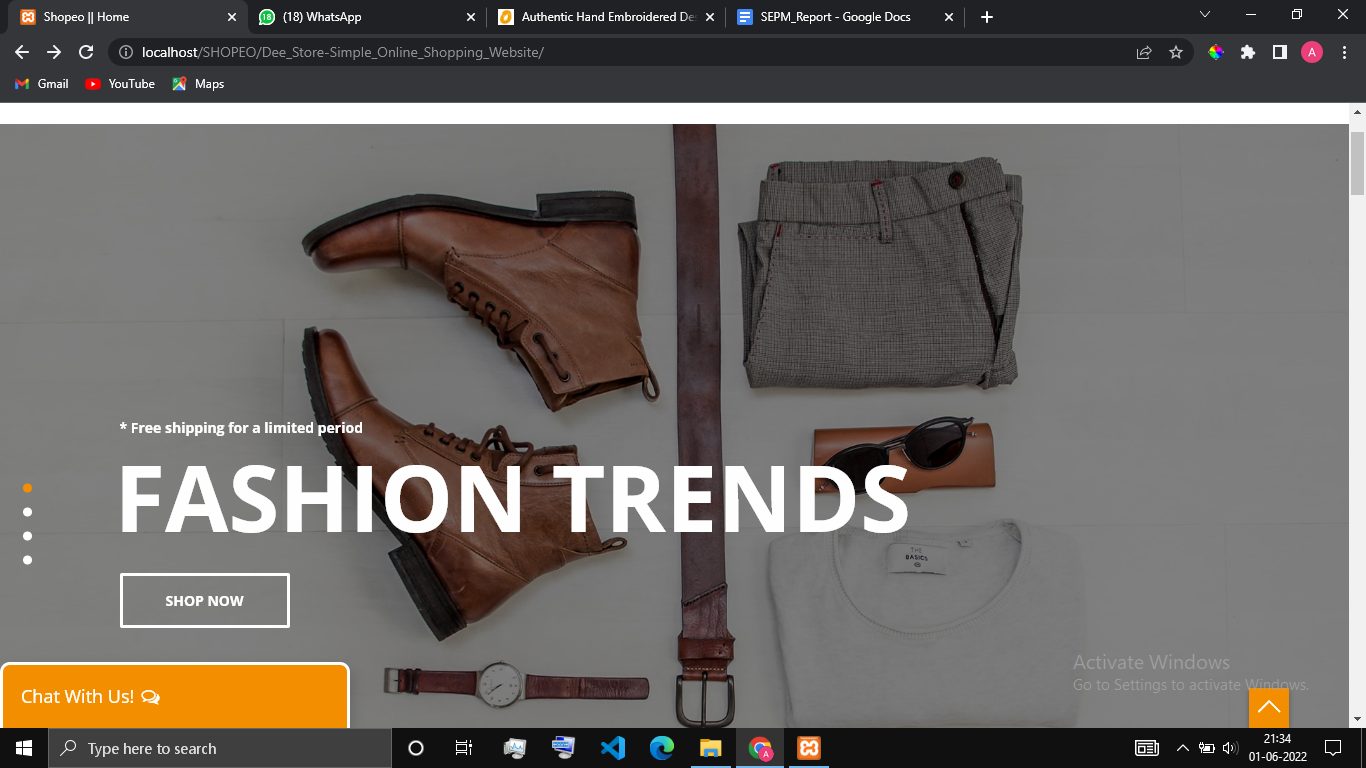 Shopeo || Home
(18) WhatsApp
Authentic Hand Embroidered De
SEPM_Report - Google Docs
localhost/SHOPEO/Dee_Store-Simple_Online_Shopping_Website/
A
Gmail
YouTube
Maps
* Free shipping for a limited period
FASHION TRENDS
THE
BASICS
SHOP NOW
Activate Windows
Go to Settings to activate Windows.
Chat With Us!
Type here to search
21:34
01-06-2022